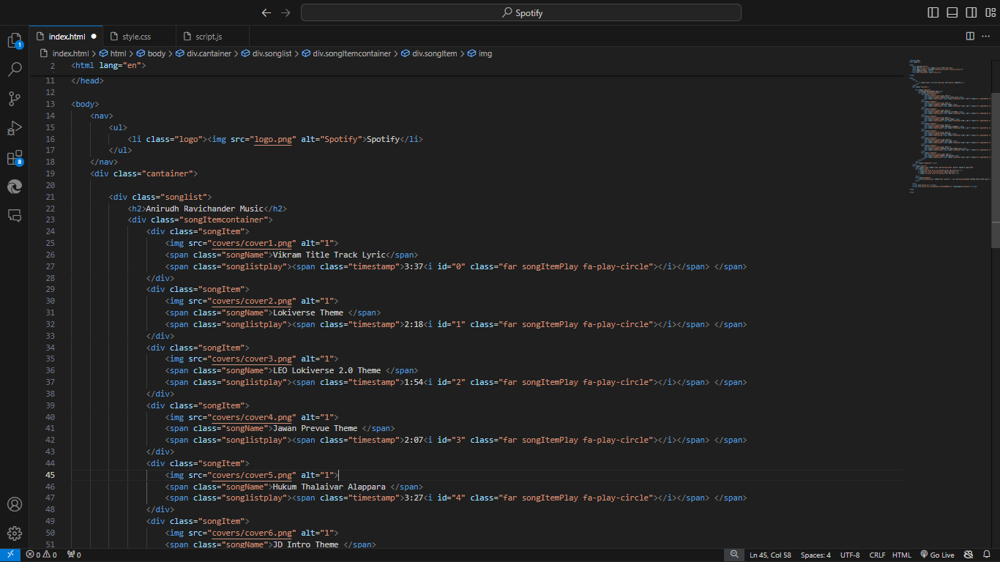 Spotify
index.html
style.css
script.js
index.html > html > body > div.cantainer > div.songlist > div.songItemcontainer > div.songItem > img
2 <html lang="en">
11 </head>
12
13 <body>
14 <nav>
15 <ul>
16 <li class="logo"><img src="logo.png" alt="Spotify">Spotify</li>
17 </ul>
18 </nav>
19 <div class="cantainer">
20
21 <div class="songlist">
22 <h2>Anirudh Ravichander Music</h2>
23 <div class="songItemcontainer">
24 <div class="songItem">
25 <img src="covers/cover1.png" alt="1">
26 <span class="songName">Vikram Title Track Lyric</span>
27 <span class="songlistplay"><span class="timestamp">3:37<i id="0" class="far songItemPlay fa-play-circle"></i></span> </span>
28 </div>
29 <div class="songItem">
30 <img src="covers/cover2.png" alt="1">
31 <span class="songName">Lokiverse Theme </span>
32 <span class="songlistplay"><span class="timestamp">2:18<i id="1" class="far songItemPlay fa-play-circle"></i></span> </span>
33 </div>
34 <div class="songItem">
35 <img src="covers/cover3.png" alt="1">
36 <span class="songName">LEO Lokiverse 2.0 Theme </span>
37 <span class="songlistplay"><span class="timestamp">1:54<i id="2" class="far songItemPlay fa-play-circle"></i></span> </span>
38 </div>
39 <div class="songItem">
40 <img src="covers/cover4.png" alt="1">
41 <span class="songName">Jawan Prevue Theme </span>
42 <span class="songlistplay"><span class="timestamp">2:07<i id="3" class="far songItemPlay fa-play-circle"></i></span> </span>
43 </div>
44 <div class="songItem">
45 <img src="covers/cover5.png" alt="1">
46 <span class="songName">Hukum Thalaivar Alappara </span>
47 <span class="songlistplay"><span class="timestamp">3:27<i id="4" class="far songItemPlay fa-play-circle"></i></span> </span>
48 </div>
49 <div class="songItem">
50 <img src="covers/cover6.png" alt="1">
51 <span class="songName">JD Intro Theme </span>
1
8
0 0 0 Ln 45, Col 58 Spaces: 4 UTF-8 CRLF HTML Go Live